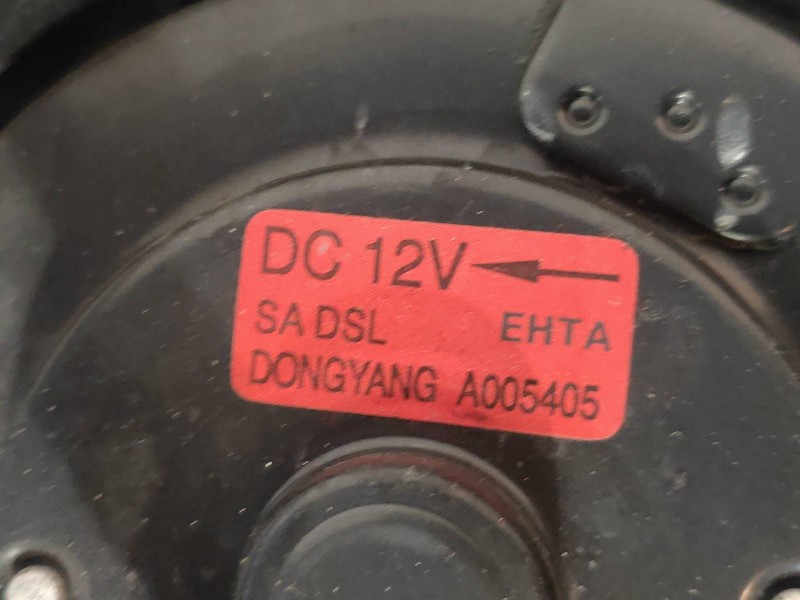 DC 12V
SA DSL EHTA
DONGYANG A005405